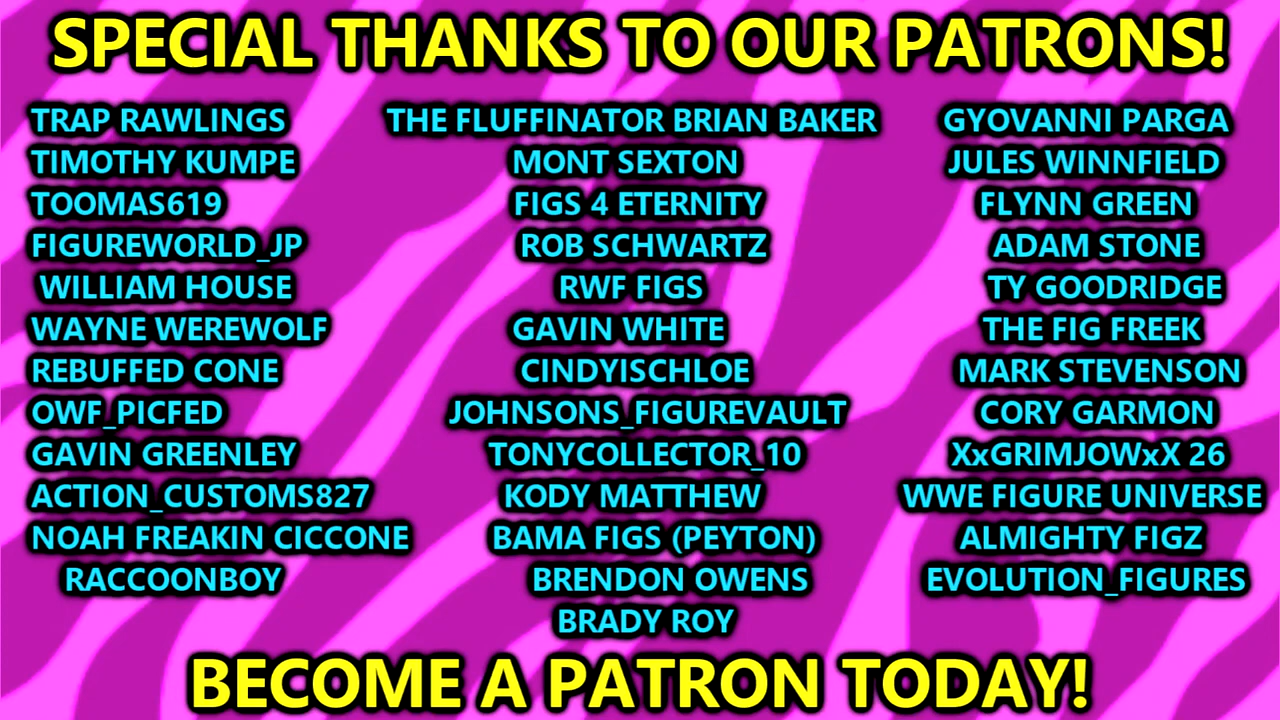 SPECIAL THANKS TO OUR PATRONS!
TRAP RAWLINGS
TIMOTHY KUMPE
TOOMAS619
FIGUREWORLD_JP
WILLIAM HOUSE
WAYNE WEREWOLF
REBUFFED CONE
OWF_PICFED
GAVIN GREENLEY
ACTION_CUSTOMS827
NOAH FREAKIN CICCONE
RACCOONBOY
THE FLUFFINATOR BRIAN BAKER
MONT SEXTON
FIGS 4 ETERNITY
ROB SCHWARTZ
RWF FIGS
GAVIN WHITE
CINDYISCHLOE
JOHNSONS_FIGUREVAULT
TONYCOLLECTOR_10
KODY MATTHEW
BAMA FIGS (PEYTON)
BRENDON OWENS
BRADY ROY
GYOVANNI PARGA
JULES WINNFIELD
FLYNN GREEN
ADAM STONE
TY GOODRIDGE
THE FIG FREEK
MARK STEVENSON
CORY GARMON
XxGRIMJOWxX 26
WWE FIGURE UNIVERSE
ALMIGHTY FIGZ
EVOLUTION_FIGURES
BECOME A PATRON TODAY!